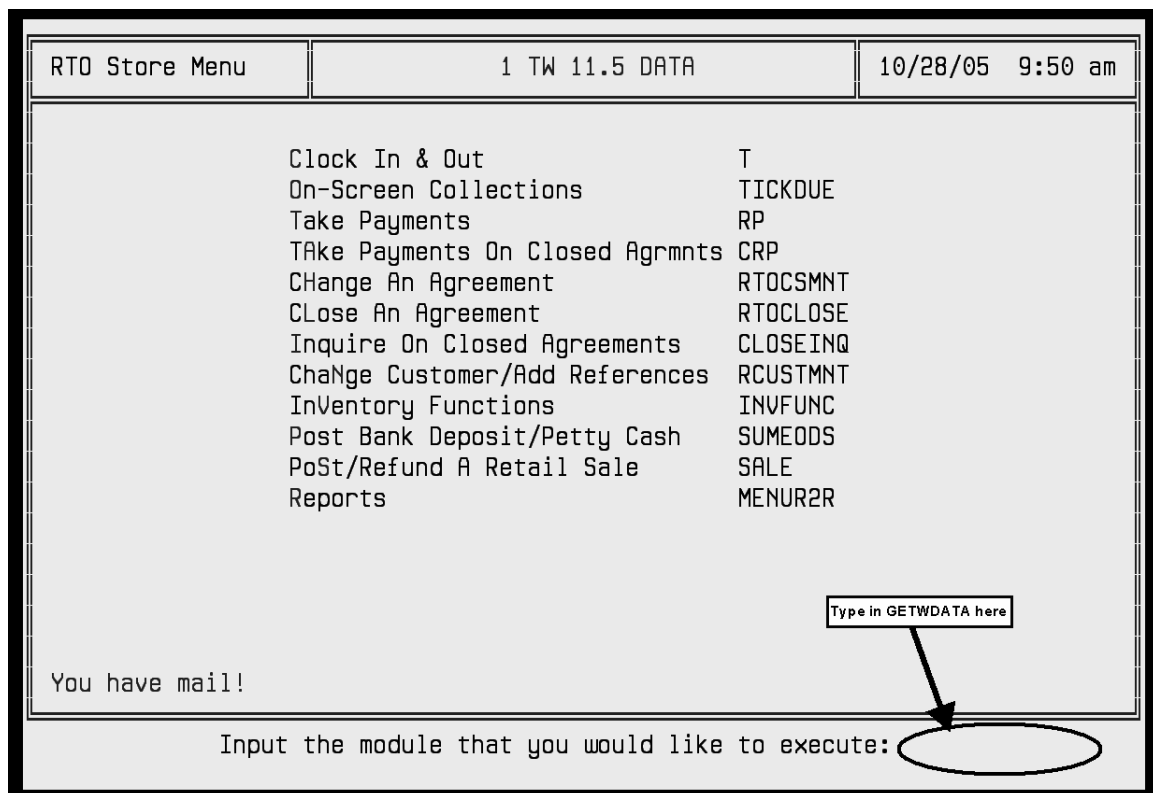 RTO Store Menu 1 TW 11.5 DATA 10/28/05 9:50 am
Clock In & Out T
On-Screen Collections TICKDUE
Take Payments RP
TAke Payments On Closed Agrmnts CRP
CHange An Agreement RTOCSMNT
CLose An Agreement RTOCLOSE
Inquire On Closed Agreements CLOSEINQ
ChaNge Customer/Add References RCUSTMNT
InVentory Functions INVFUNC
Post Bank Deposit/Petty Cash SUMEODS
PoSt/Refund A Retail Sale SALE
Reports MENUR2R
Type in GETWDATA here
You have mail!
Input the module that you would like to execute: